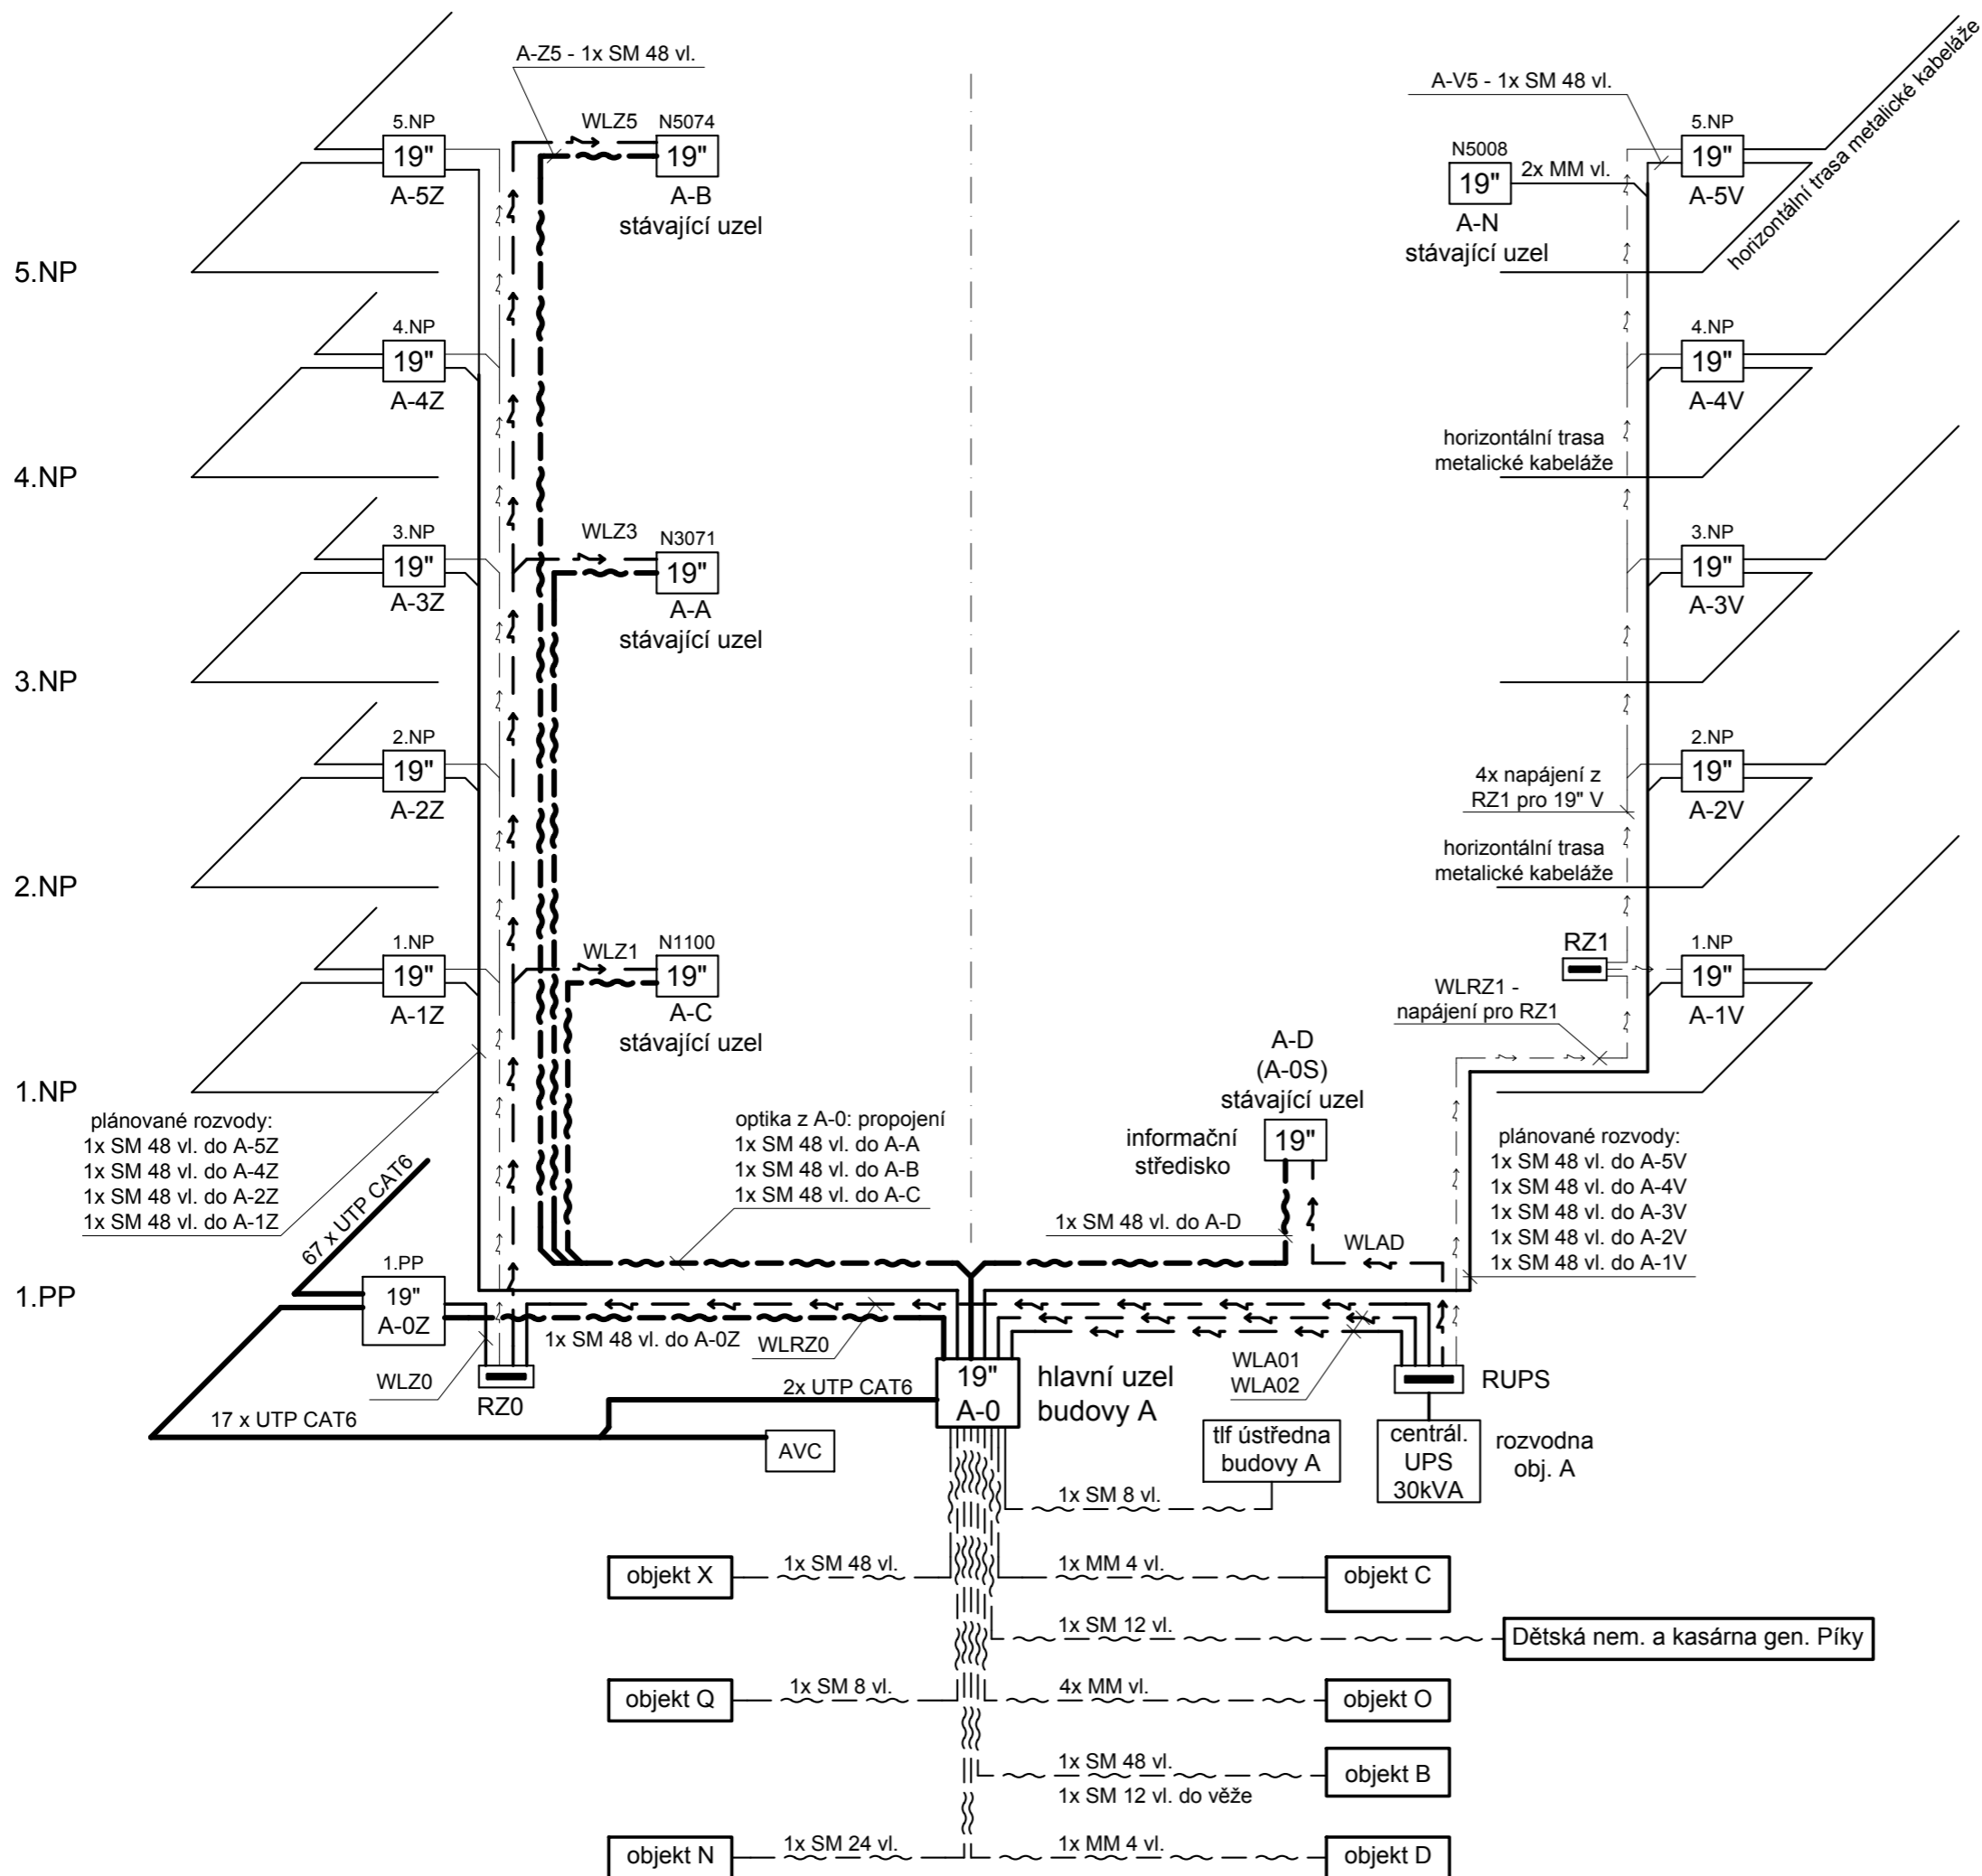 A-Z5 - 1x SM 48 vl.
A-V5 - 1x SM 48 vl.
horizontální trasa metalické kabeláže
5.NP
19"
A-5Z
WLZ5
N5074
19"
A-B
stávající uzel
N5008
19"
A-N
stávající uzel
2x MM vl.
5.NP
19"
A-5V
5.NP
4.NP
19"
A-4Z
4.NP
19"
A-4V
horizontální trasa
metalické kabeláže
4.NP
3.NP
19"
A-3Z
WLZ3
N3071
19"
A-A
stávající uzel
3.NP
19"
A-3V
3.NP
2.NP
19"
A-2Z
4x napájení z
RZ1 pro 19" V
2.NP
19"
A-2V
horizontální trasa
metalické kabeláže
2.NP
1.NP
19"
A-1Z
WLZ1
N1100
19"
A-C
stávající uzel
RZ1
1.NP
19"
A-1V
WLRZ1 -
napájení pro RZ1
1.NP
plánované rozvody:
1x SM 48 vl. do A-5Z
1x SM 48 vl. do A-4Z
1x SM 48 vl. do A-2Z
1x SM 48 vl. do A-1Z
optika z A-0: propojení
1x SM 48 vl. do A-A
1x SM 48 vl. do A-B
1x SM 48 vl. do A-C
A-D
(A-0S)
stávající uzel
19"
informační
středisko
1x SM 48 vl. do A-D
WLAD
plánované rozvody:
1x SM 48 vl. do A-5V
1x SM 48 vl. do A-4V
1x SM 48 vl. do A-3V
1x SM 48 vl. do A-2V
1x SM 48 vl. do A-1V
67 x UTP CAT6
1.PP
1.PP
19"
A-0Z
1x SM 48 vl. do A-0Z
WLRZ0
WLZ0
RZ0
WLA01
WLA02
RUPS
2x UTP CAT6
19"
A-0
hlavní uzel
budovy A
17 x UTP CAT6
AVC
tlf ústředna
budovy A
centrál.
UPS
30kVA
rozvodna
obj. A
1x SM 8 vl.
objekt X
1x SM 48 vl.
1x MM 4 vl.
objekt C
1x SM 12 vl.
Dětská nem. a kasárna gen. Píky
objekt Q
1x SM 8 vl.
4x MM vl.
objekt O
1x SM 48 vl.
1x SM 12 vl. do věže
objekt B
objekt N
1x SM 24 vl.
1x MM 4 vl.
objekt D